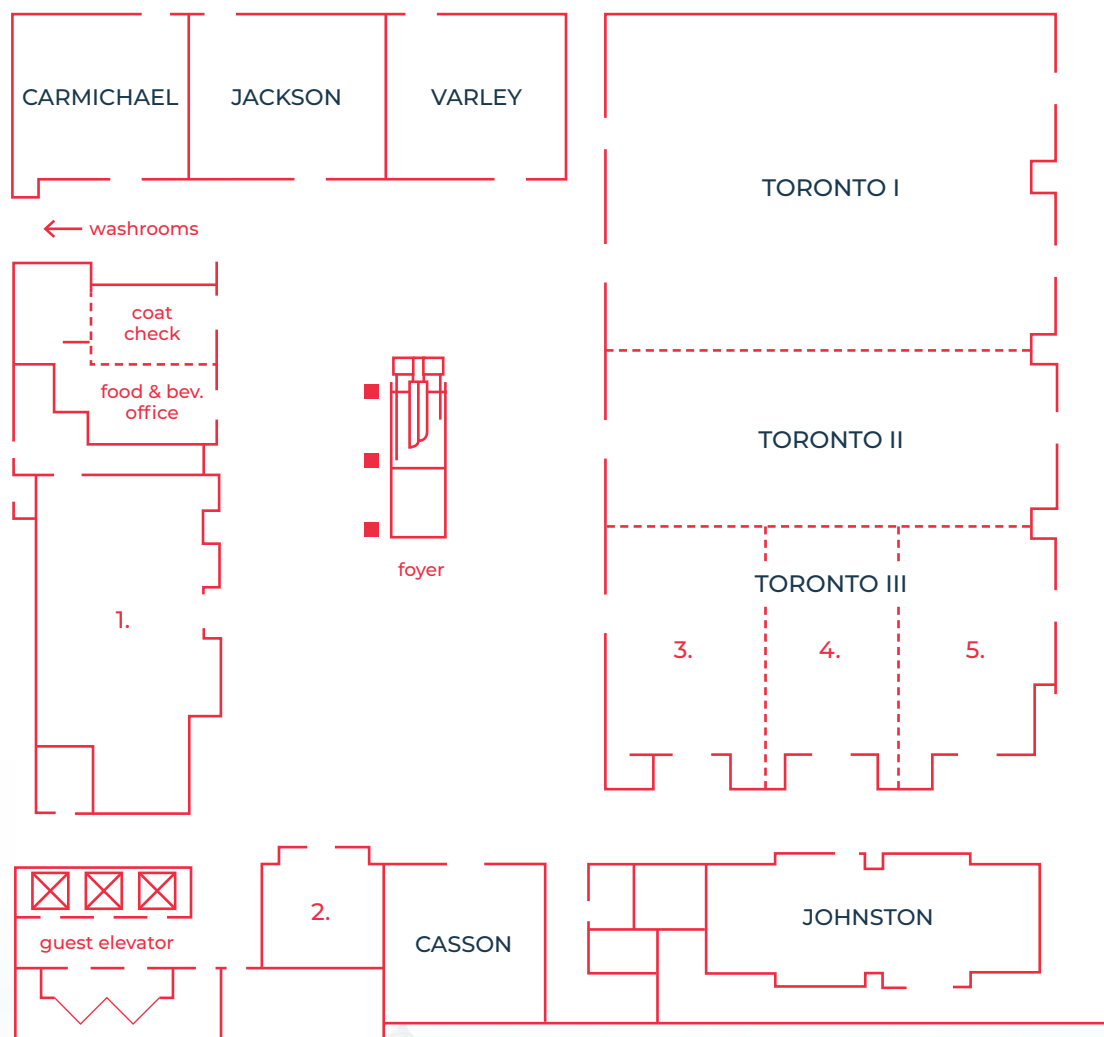 CARMICHAEL
JACKSON
VARLEY
TORONTO I
washrooms
coat
check
food & bev.
office
TORONTO II
foyer
TORONTO III
1.
3.
4.
5.
2.
CASSON
JOHNSTON
guest elevator